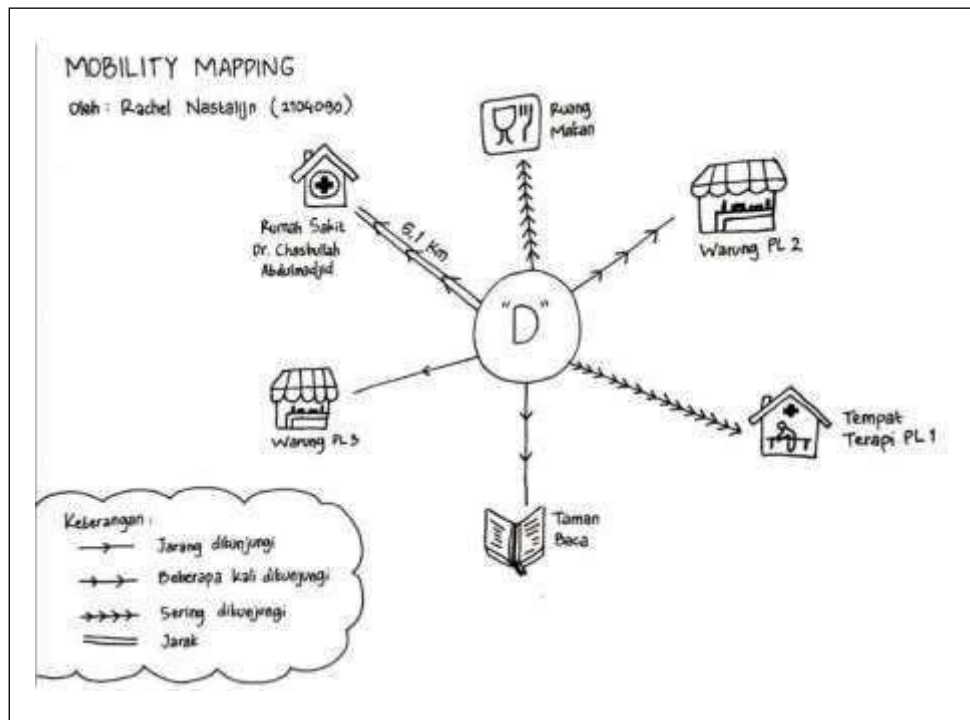 MOBILITY MAPPING
Oleh : Rachel Nastalijn (2104090)
Ruang
Makan
Rumah Sakit
Dr. Chasbullah
Abdulmadjid
5,1 Km
Warung PL 2
"D"
Warung PL 3
Tempat
Terapi PL 1
Taman
Baca
Keterangan :
Jarang dikunjungi
Beberapa kali dikunjungi
Sering dikunjungi
Jarak